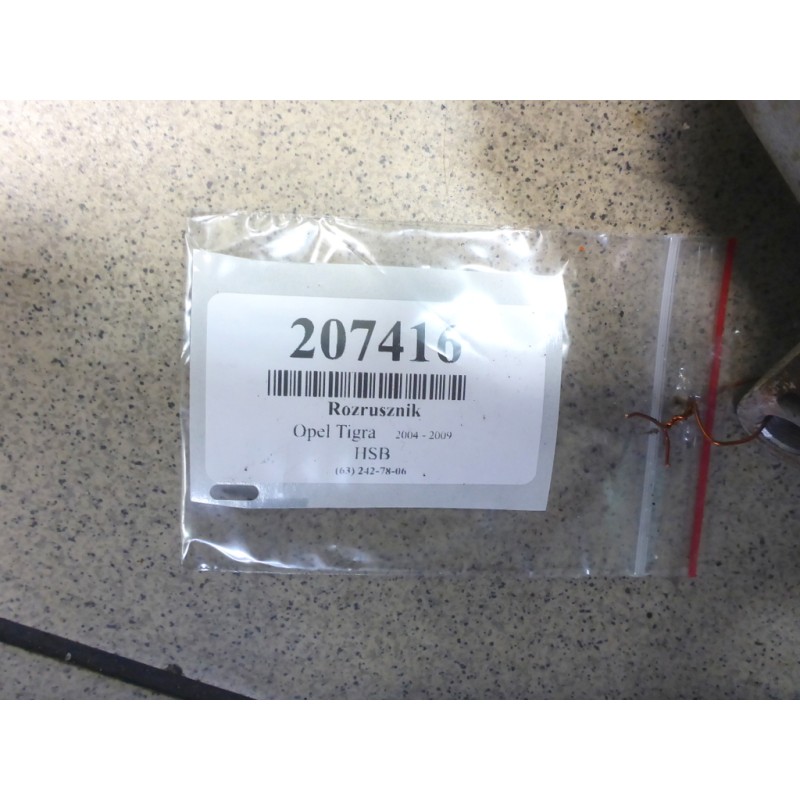 207416
Rozrusznik
Opel Tigra 2004 - 2009
HSB
(63) 242-78-06